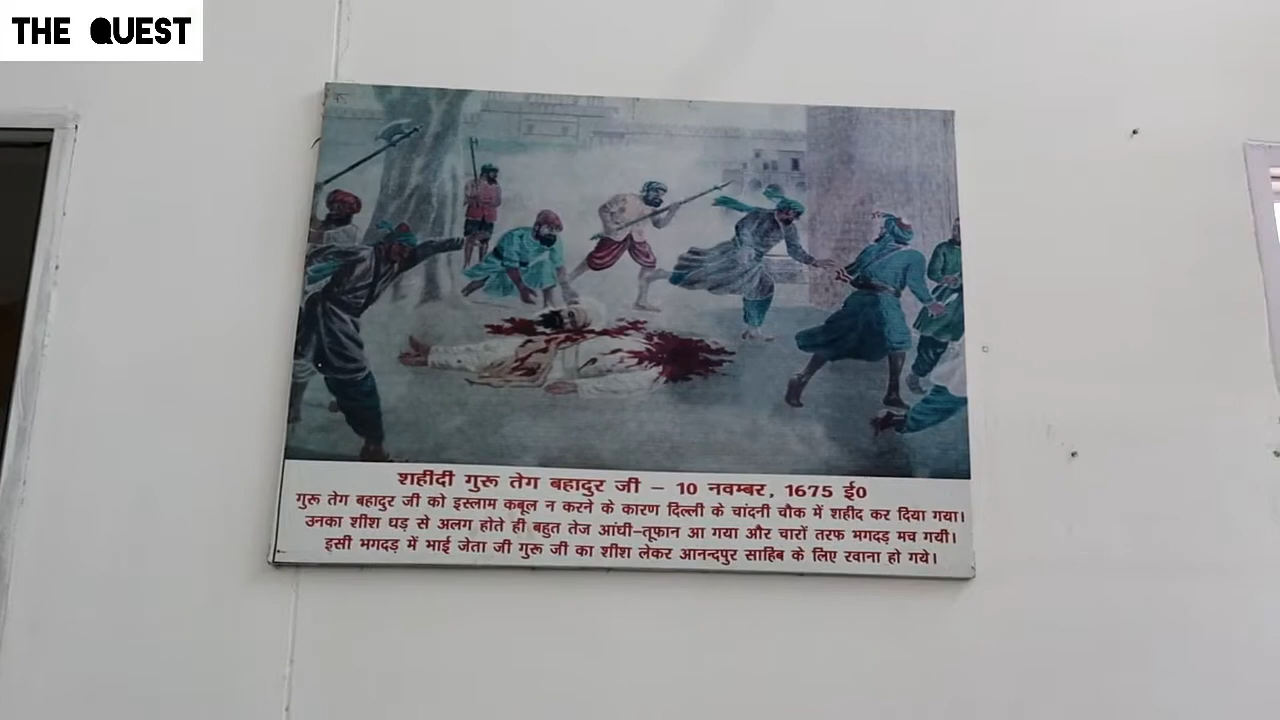 THE QUEST
शहीदी गुरू तेग बहादुर जी – 10 नवम्बर, 1675 ई0
गुरू तेग बहादुर जी को इस्लाम कबूल न करने के कारण दिल्ली के चांदनी चौक में शहीद कर दिया गया।
उनका शीश धड़ से अलग होते ही बहुत तेज आंधी-तूफान आ गया और चारों तरफ भगदड़ मच गयी।
इसी भगदड़ में भाई जेता जी गुरू जी का शीश लेकर आनन्दपुर साहिब के लिए रवाना हो गये।